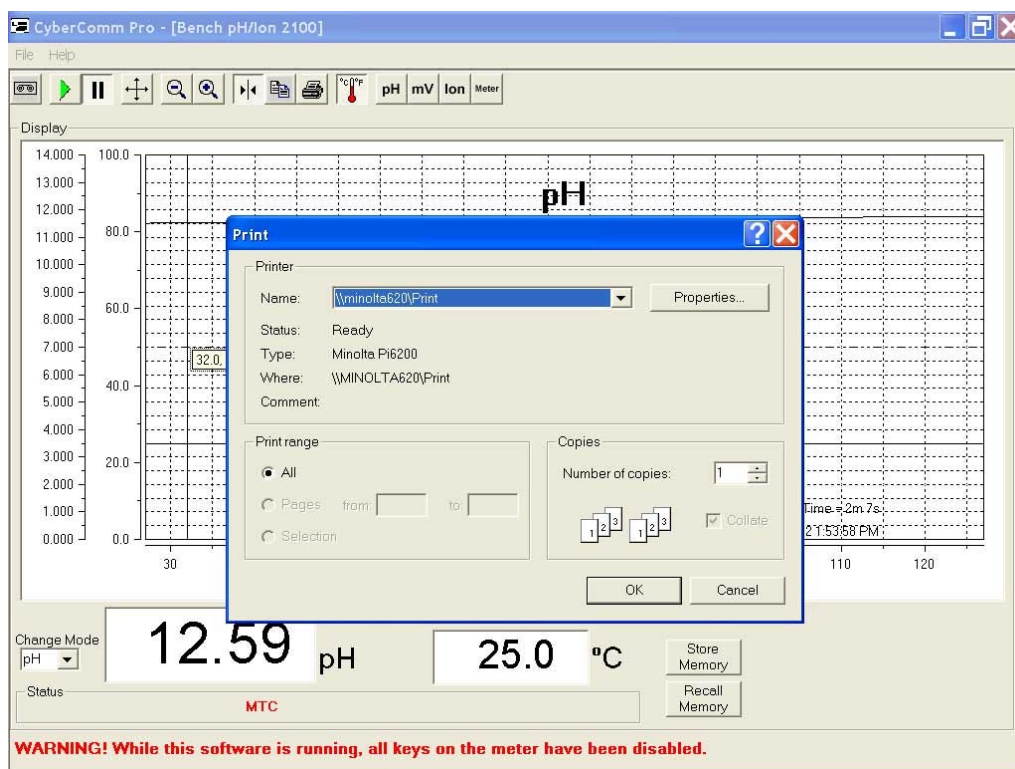 CyberComm Pro - [Bench pH/Ion 2100]
File Help
°C °F pH mV Ion Meter
Display
14.000 100.0
13.000
12.000
11.000 80.0
10.000
9.000 60.0
8.000
7.000
6.000 40.0
5.000
4.000
3.000 20.0
2.000
1.000
0.000 0.0
pH
32.0,
30 110 120
Time = 2m 7s
2 1:53:58 PM
Print
Printer
Name: \\minolta620\Print Properties...
Status: Ready
Type: Minolta Pi6200
Where: \\MINOLTA620\Print
Comment:
Print range
All
Pages from: to:
Selection
Copies
Number of copies: 1
1 2 3 1 2 3
Collate
OK Cancel
Change Mode
pH
12.59 pH
25.0 °C
Store
Memory
Recall
Memory
Status
MTC
WARNING! While this software is running, all keys on the meter have been disabled.